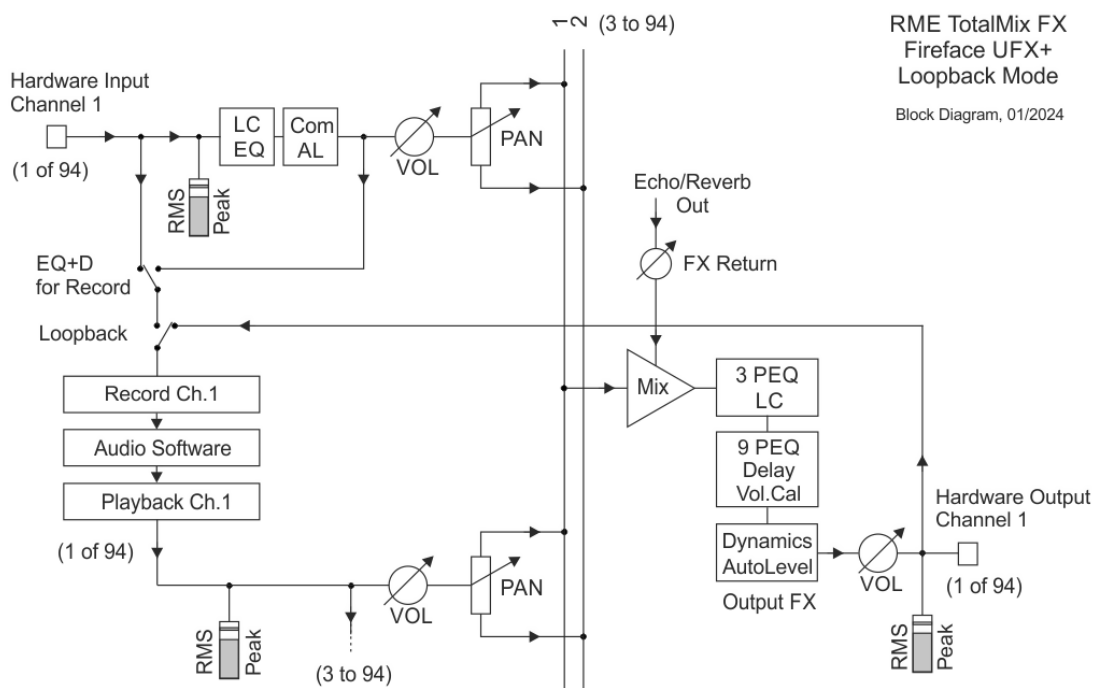 RME TotalMix FX
Fireface UFX+
Loopback Mode
Block Diagram, 01/2024
1
2
(3 to 94)
Hardware Input
Channel 1
(1 of 94)
LC
EQ
Com
AL
VOL
PAN
RMS
Peak
Echo/Reverb
Out
FX Return
EQ+D
for Record
Loopback
Record Ch.1
Audio Software
Playback Ch.1
(1 of 94)
Mix
3 PEQ
LC
9 PEQ
Delay
Vol.Cal
Dynamics
AutoLevel
Output FX
VOL
Hardware Output
Channel 1
(1 of 94)
RMS
Peak
VOL
PAN
RMS
Peak
(3 to 94)